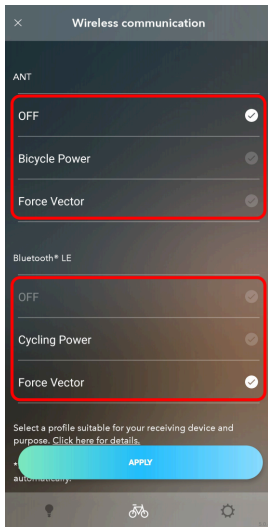 Wireless communication
ANT
OFF
Bicycle Power
Force Vector
Bluetooth® LE
OFF
Cycling Power
Force Vector
Select a profile suitable for your receiving device and
purpose. Click here for details.
*
APPLY
automatically.